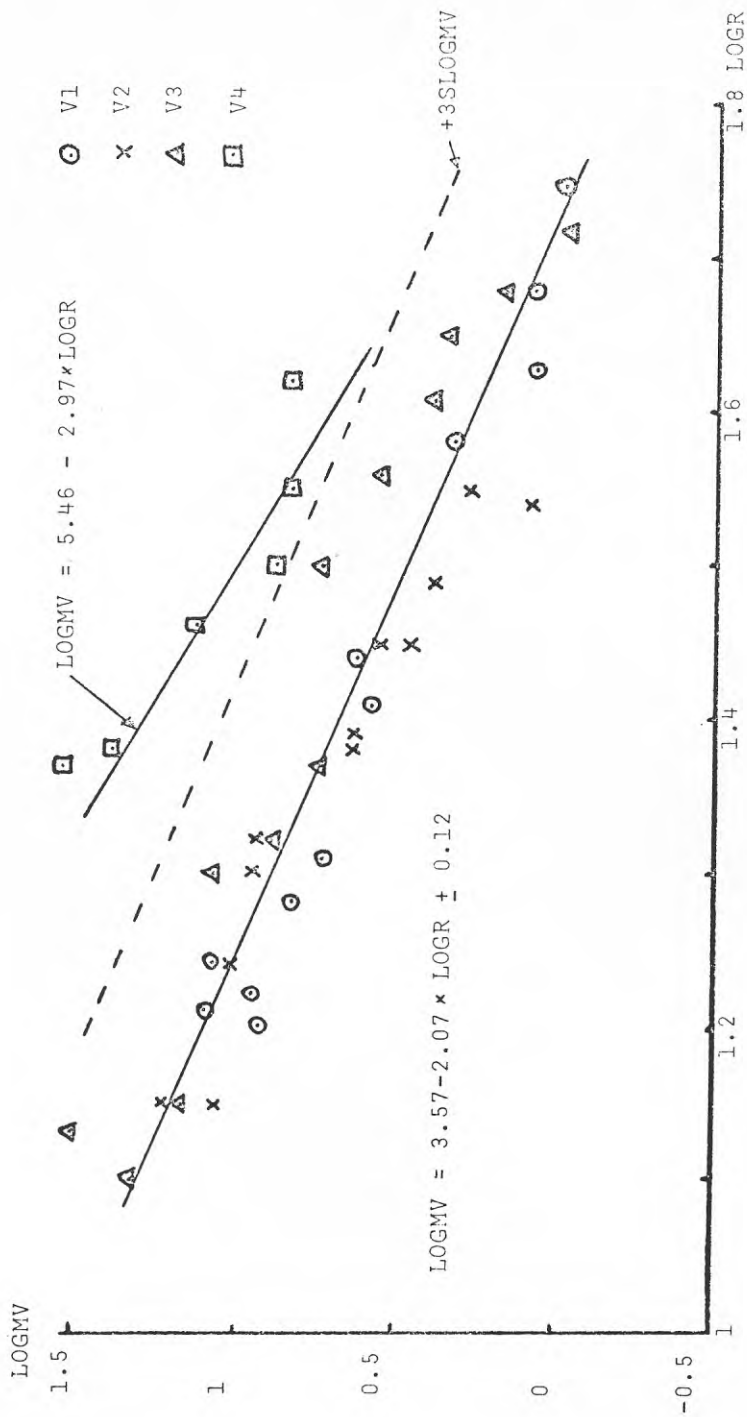 LOGMV
1.5
1
0.5
0
-0.5
LOGMV = 5.46 - 2.97×LOGR
⊙ V1
× V2
△ V3
⊡ V4
+3SLOGMV
LOGMV = 3.57-2.07 × LOGR ± 0.12
1
1.2
1.4
1.6
1.8 LOGR